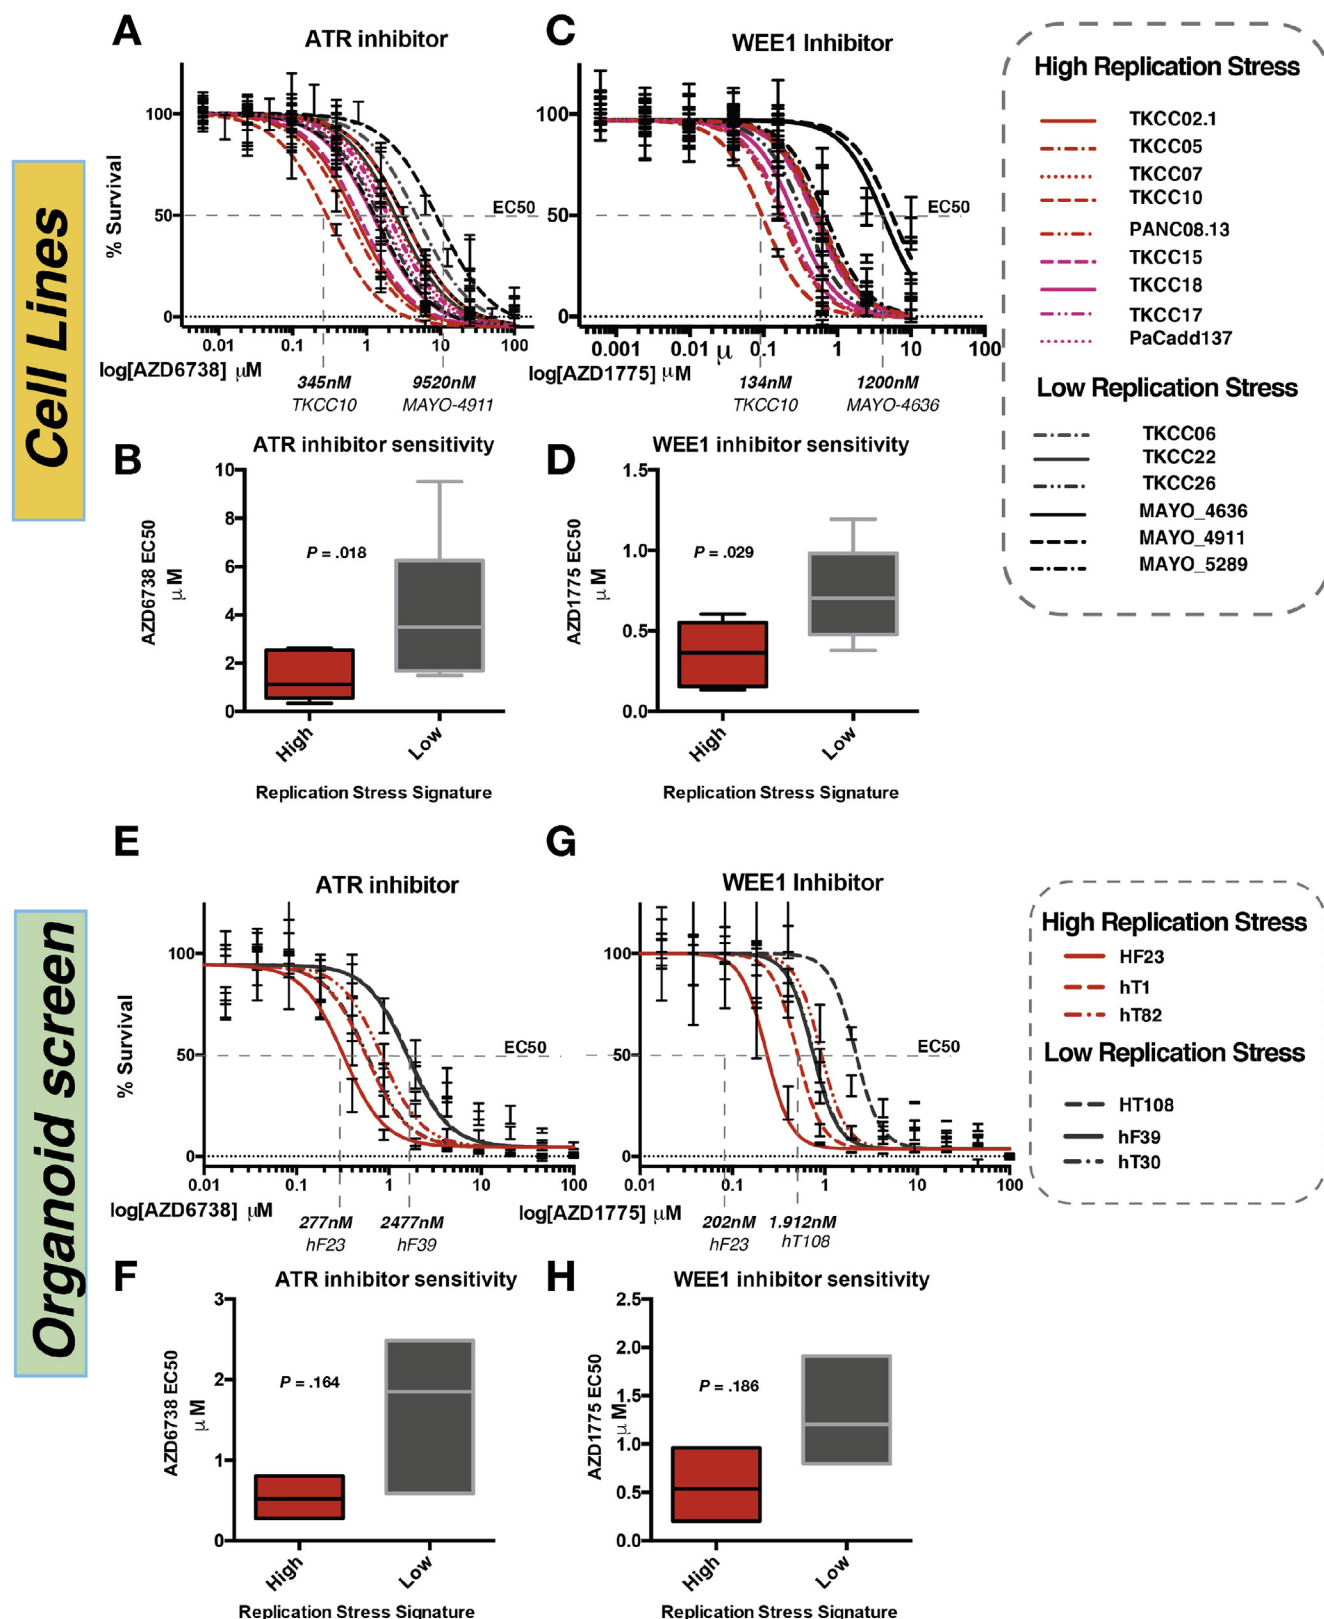 Cell Lines
A
ATR inhibitor
% Survival
100
50
0
EC50
0.01
0.1
1
10
100
log[AZD6738] μM
345nM
TKCC10
9520nM
MAYO-4911
C
WEE1 Inhibitor
100
50
0
EC50
0.001
0.01
μ
0.1
1
10
100
log[AZD1775] μM
134nM
TKCC10
1200nM
MAYO-4636
High Replication Stress
TKCC02.1
TKCC05
TKCC07
TKCC10
PANC08.13
TKCC15
TKCC18
TKCC17
PaCadd137
Low Replication Stress
TKCC06
TKCC22
TKCC26
MAYO_4636
MAYO_4911
MAYO_5289
B
ATR inhibitor sensitivity
AZD6738 EC50
μ M
10
8
6
4
2
0
P = .018
High
Low
Replication Stress Signature
D
WEE1 inhibitor sensitivity
AZD1775 EC50
μ M
1.5
1.0
0.5
0.0
P = .029
High
Low
Replication Stress Signature
Organoid screen
E
ATR inhibitor
% Survival
100
50
0
EC50
0.01
0.1
1
10
100
log[AZD6738] μM
277nM
hF23
2477nM
hF39
G
WEE1 Inhibitor
100
50
0
EC50
0.01
0.1
1
10
100
log[AZD1775] μM
202nM
hF23
1.912nM
hT108
High Replication Stress
HF23
hT1
hT82
Low Replication Stress
HT108
hF39
hT30
F
ATR inhibitor sensitivity
AZD6738 EC50
μ M
3
2
1
0
P = .164
High
Low
Replication Stress Signature
H
WEE1 inhibitor sensitivity
AZD1775 EC50
μ M
2.5
2.0
1.5
1.0
0.5
0.0
P = .186
High
Low
Replication Stress Signature